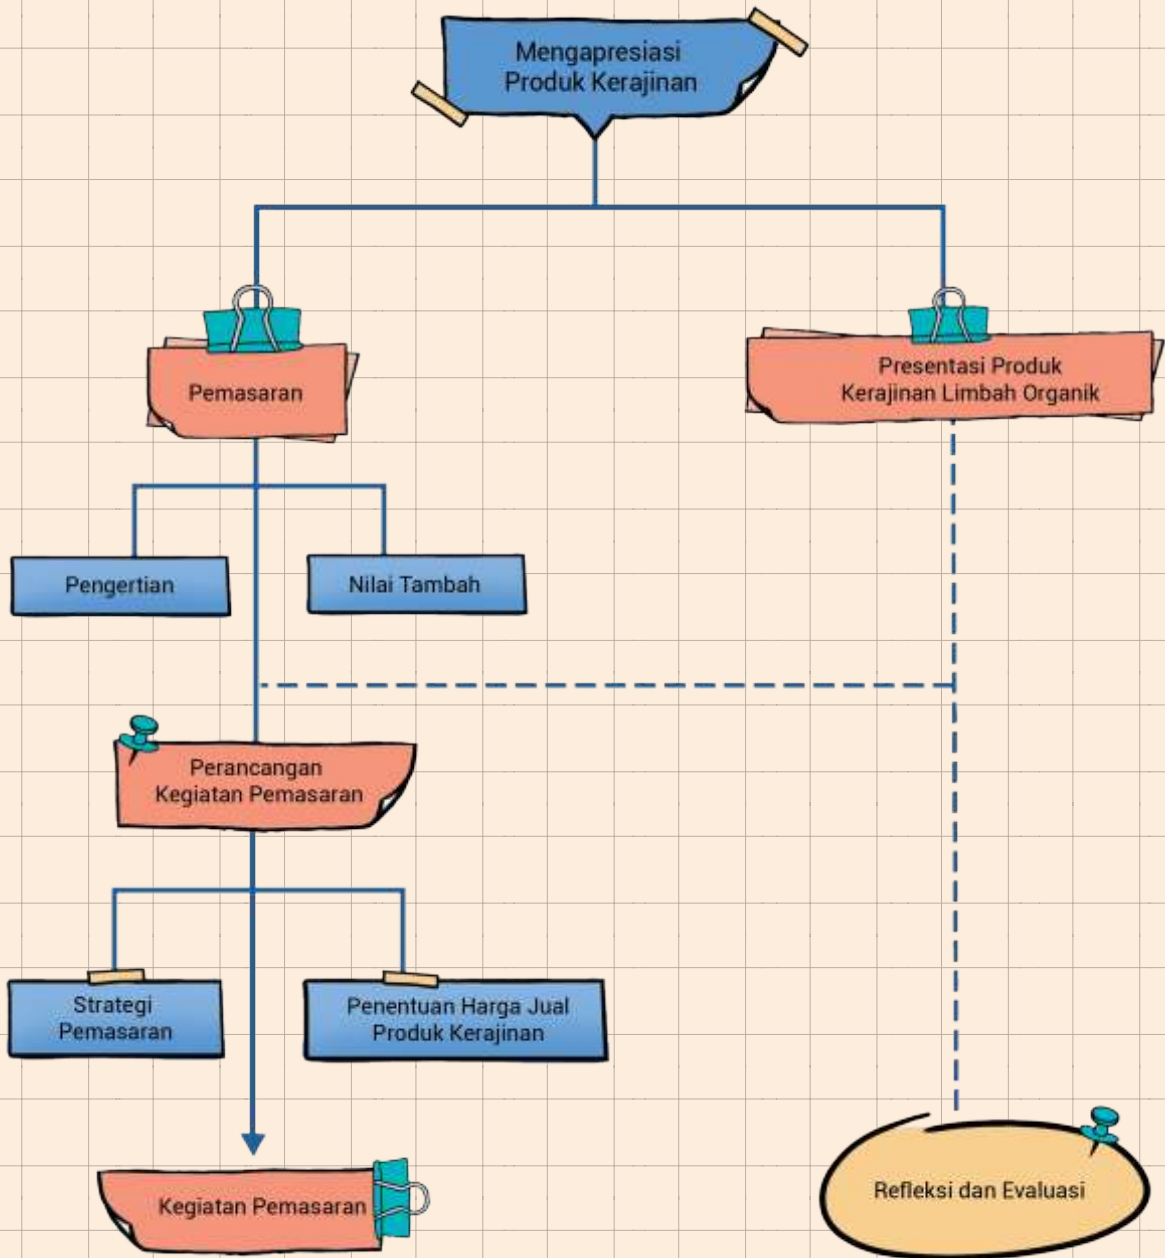 Mengapresiasi
Produk Kerajinan
Pemasaran
Presentasi Produk
Kerajinan Limbah Organik
Pengertian
Nilai Tambah
Perancangan
Kegiatan Pemasaran
Strategi
Pemasaran
Penentuan Harga Jual
Produk Kerajinan
Kegiatan Pemasaran
Refleksi dan Evaluasi